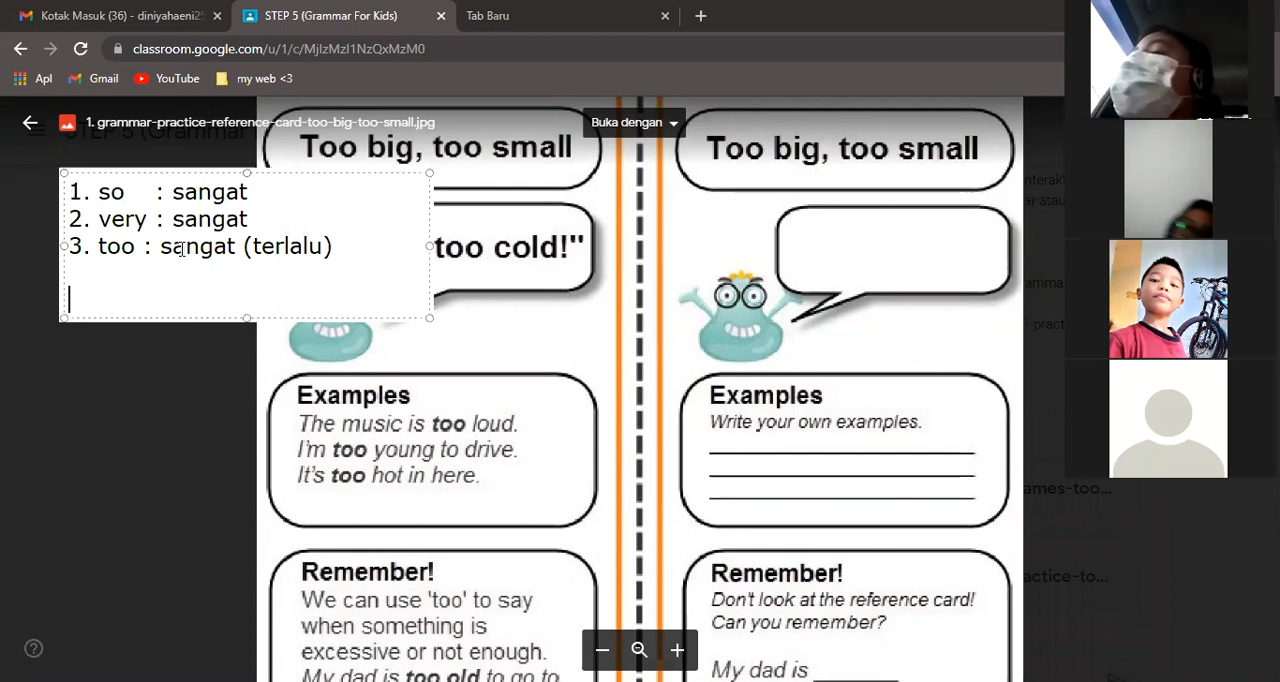 Kotak Masuk (36) - diniyahaeni25
STEP 5 (Grammar For Kids)
Tab Baru
classroom.google.com/u/1/c/MjIzMzI1NzQxMzM0
Apl
Gmail
YouTube
my web <3
1. grammar-practice-reference-card-too-big-too-small.jpg
Buka dengan
1. so : sangat
2. very : sangat
3. too : sangat (terlalu)
Too big, too small
too cold!"
Examples
The music is too loud.
I'm too young to drive.
It's too hot in here.
Remember!
We can use 'too' to say
when something is
excessive or not enough.
My dad is too old to go to
Too big, too small
Examples
Write your own examples.
Remember!
Don't look at the reference card!
Can you remember?
My dad is